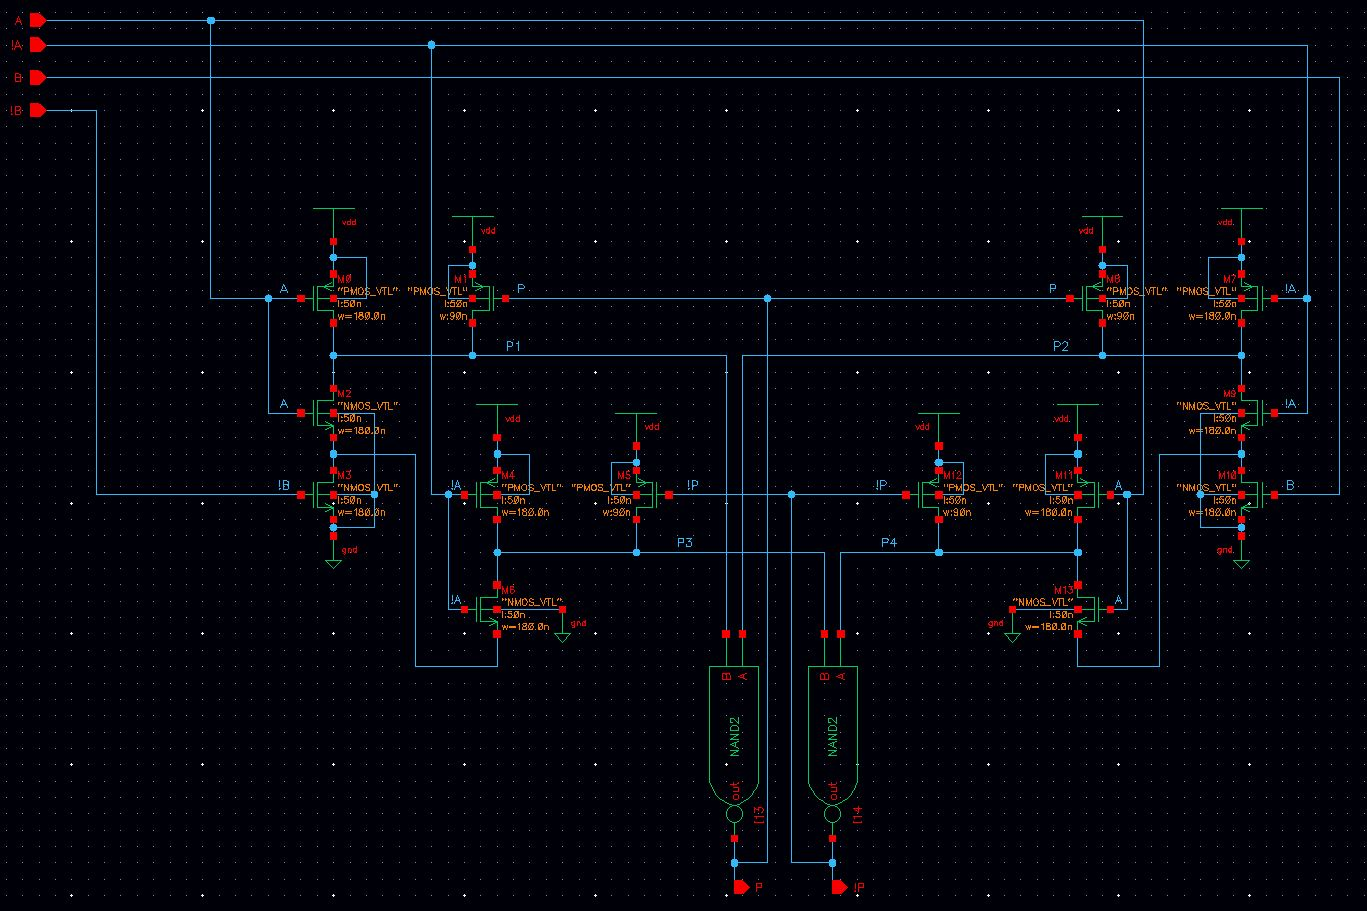 A
!A
B
!B
vdd
vdd
vdd
vdd
A
M0
"PMOS_VTL"
l:50n
w=180.0n
M1
"PMOS_VTL"
l:50n
w:90n
P
P
M8
"PMOS_VTL"
l:50n
w:90n
M7
"PMOS_VTL"
l:50n
w=180.0n
!A
P1
P2
A
M2
"NMOS_VTL"
l:50n
w=180.0n
M9
"NMOS_VTL"
l:50n
w=180.0n
!A
vdd
vdd
vdd
vdd
!B
M3
"NMOS_VTL"
l:50n
w=180.0n
!A
M4
"PMOS_VTL"
l:50n
w=180.0n
M5
"PMOS_VTL"
l:50n
w:90n
!P
!P
M12
"PMOS_VTL"
l:50n
w:90n
M11
"PMOS_VTL"
l:50n
w=180.0n
A
M10
"NMOS_VTL"
l:50n
w=180.0n
B
gnd
P3
P4
gnd
!A
M6
"NMOS_VTL"
l:50n
w=180.0n
gnd
gnd
M13
"NMOS_VTL"
l:50n
w=180.0n
A
B
A
B
A
NAND2
NAND2
out
out
I13
I14
P
!P